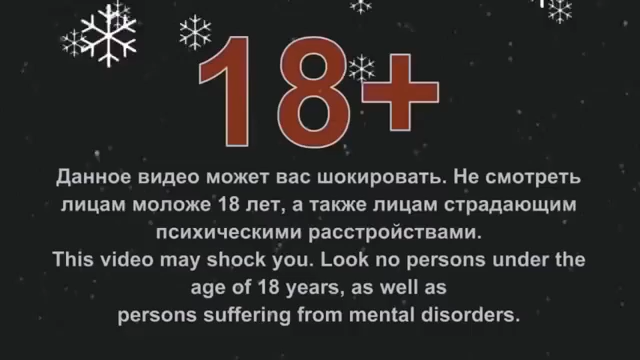 18+
Данное видео может вас шокировать. Не смотреть
лицам моложе 18 лет, а также лицам страдающим
психическими расстройствами.
This video may shock you. Look no persons under the
age of 18 years, as well as
persons suffering from mental disorders.